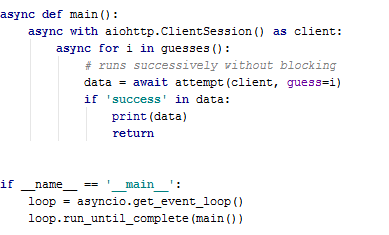 async def main():
    async with aiohttp.ClientSession() as client:
        async for i in guesses():
            # runs successively without blocking
            data = await attempt(client, guess=i)
            if 'success' in data:
                print(data)
                return


if __name__ == '__main__':
    loop = asyncio.get_event_loop()
    loop.run_until_complete(main())